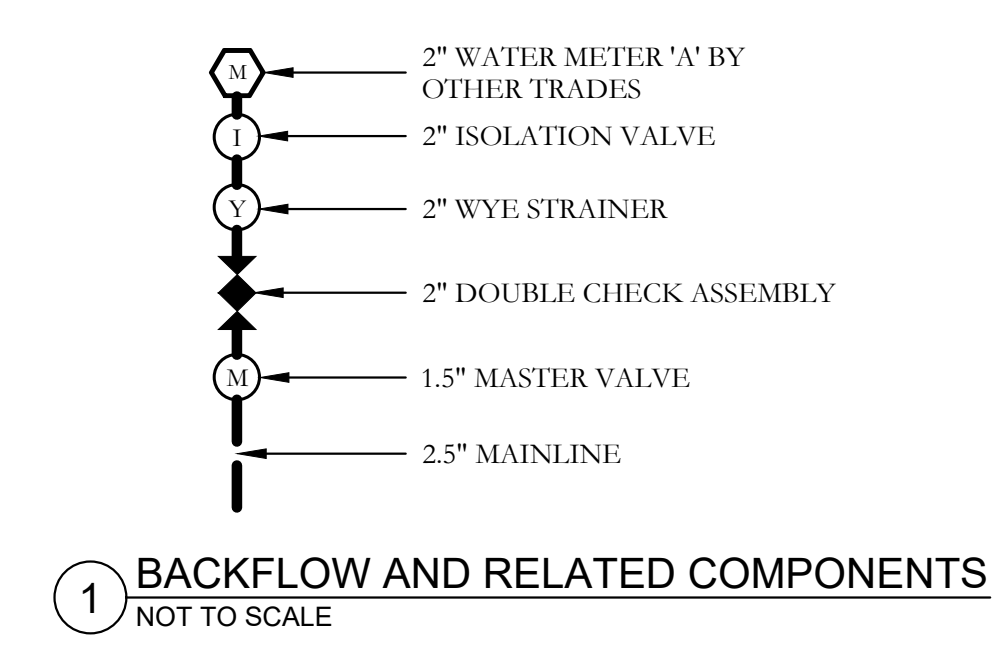 M
2" WATER METER 'A' BY
OTHER TRADES
I
2" ISOLATION VALVE
Y
2" WYE STRAINER
2" DOUBLE CHECK ASSEMBLY
M
1.5" MASTER VALVE
2.5" MAINLINE
1
BACKFLOW AND RELATED COMPONENTS
NOT TO SCALE